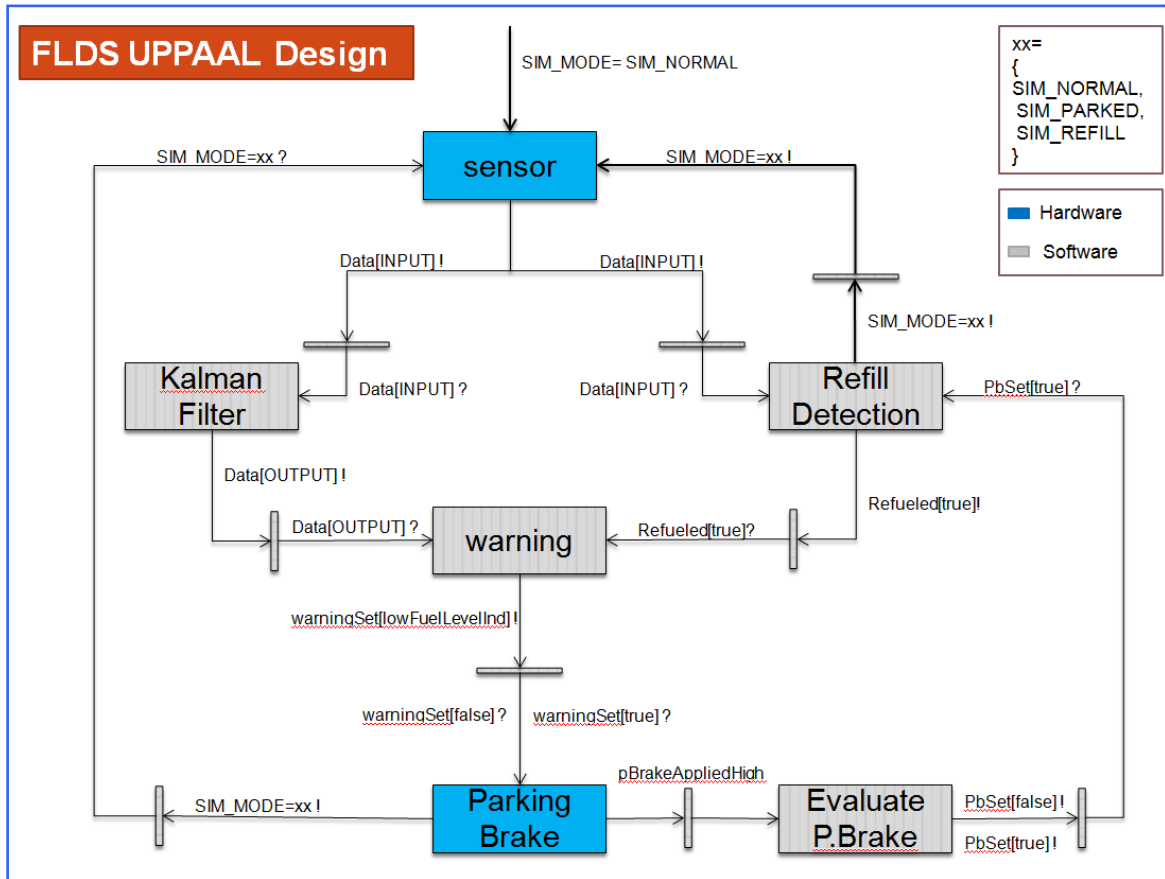 FLDS UPPAAL Design
SIM_MODE= SIM_NORMAL
xx=
{
SIM_NORMAL,
SIM_PARKED,
SIM_REFILL
}
SIM_MODE=xx ?
sensor
SIM_MODE=xx !
Hardware
Software
Data[INPUT] !
Data[INPUT] !
SIM_MODE=xx !
Kalman
Filter
Data[INPUT] ?
Data[INPUT] ?
Refill
Detection
PbSet[true] ?
Data[OUTPUT] !
Refueled[true]!
Data[OUTPUT] ?
warning
Refueled[true]?
warningSet[lowFuelLevelInd] !
warningSet[false] ?
warningSet[true] ?
pBrakeAppliedHigh
SIM_MODE=xx !
Parking
Brake
Evaluate
P.Brake
PbSet[false] !
PbSet[true] !